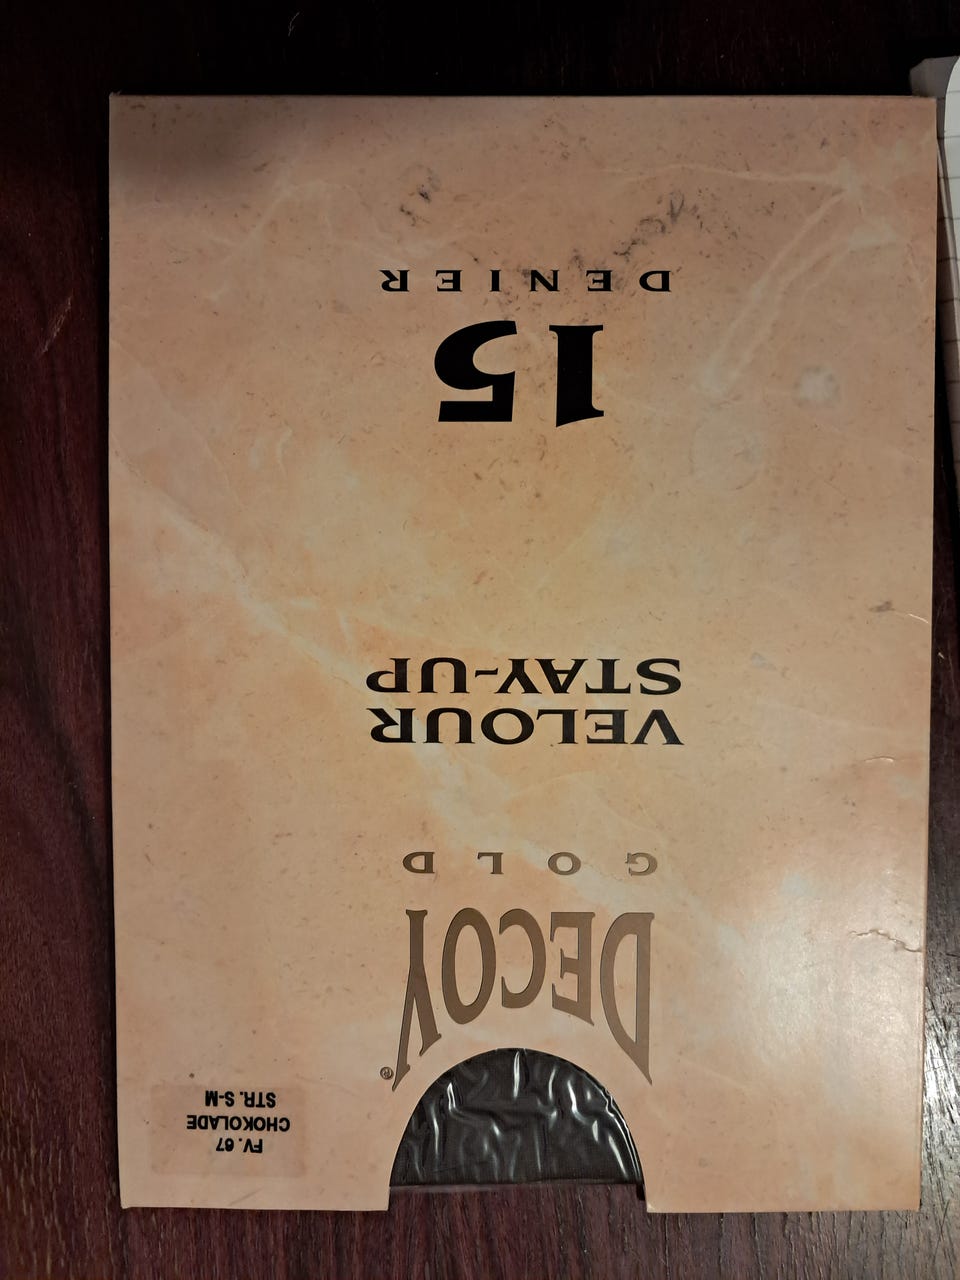 FV. 67
CHOKOLADE
STR. S-M
DECOY®
GOLD
VELOUR
STAY-UP
15
DENIER